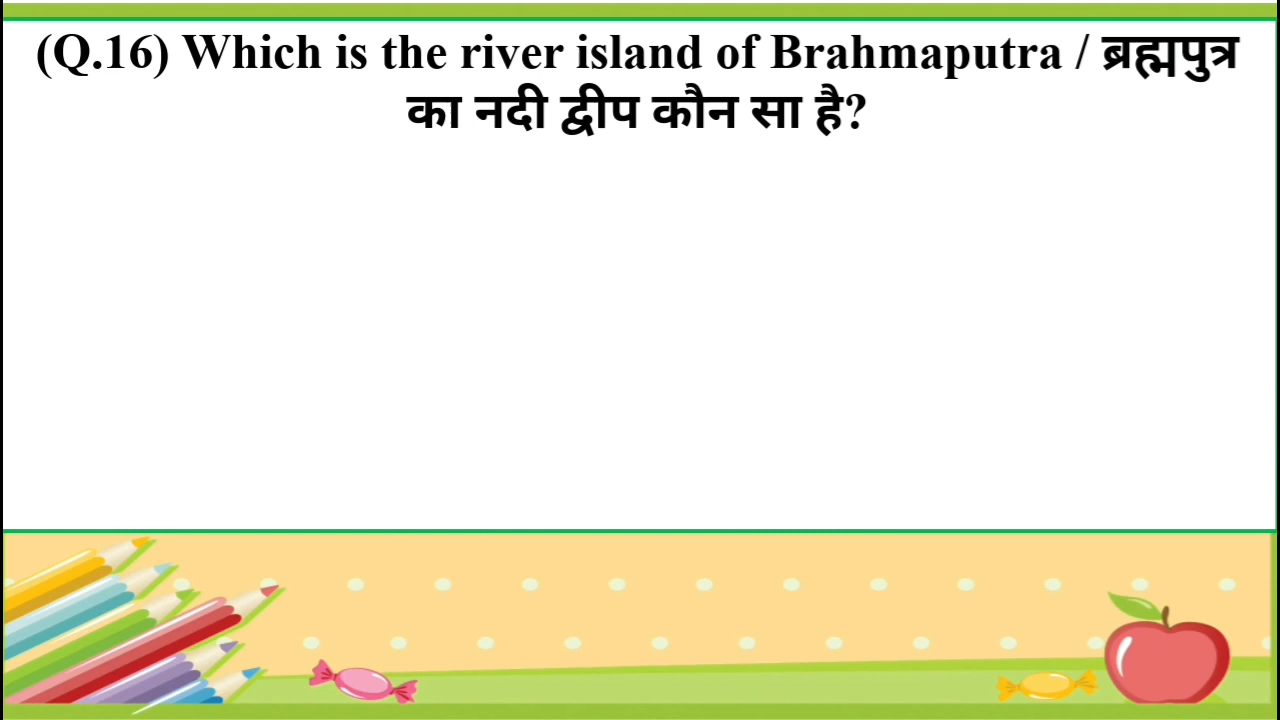 (Q.16) Which is the river island of Brahmaputra / ब्रह्मपुत्र
का नदी द्वीप कौन सा है?